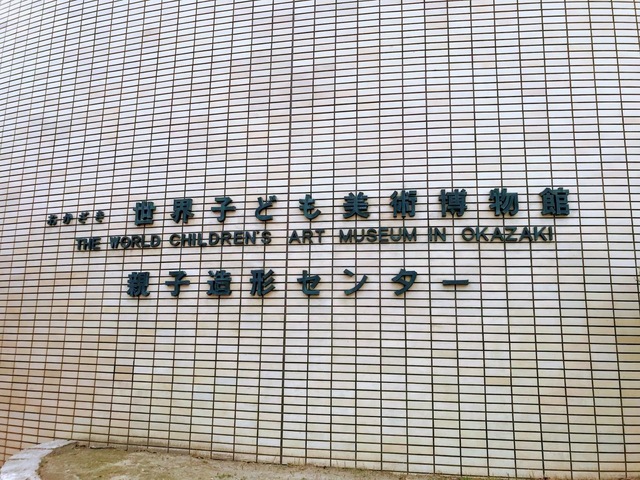 おかざき 世界子ども美術博物館
THE WORLD CHILDREN'S ART MUSEUM IN OKAZAKI
親子造形センター